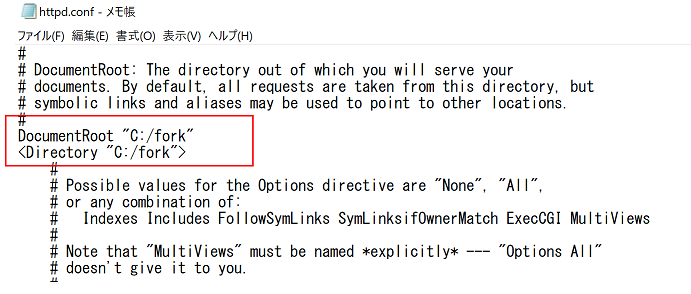 httpd.conf - メモ帳
ファイル(F) 編集(E) 書式(O) 表示(V) ヘルプ(H)
#
# DocumentRoot: The directory out of which you will serve your
# documents. By default, all requests are taken from this directory, but
# symbolic links and aliases may be used to point to other locations.
#
DocumentRoot "C:/fork"
<Directory "C:/fork">
    #
    # Possible values for the Options directive are "None", "All",
    # or any combination of:
    #   Indexes Includes FollowSymLinks SymLinksifOwnerMatch ExecCGI MultiViews
    #
    # Note that "MultiViews" must be named *explicitly* --- "Options All"
    # doesn't give it to you.
    #